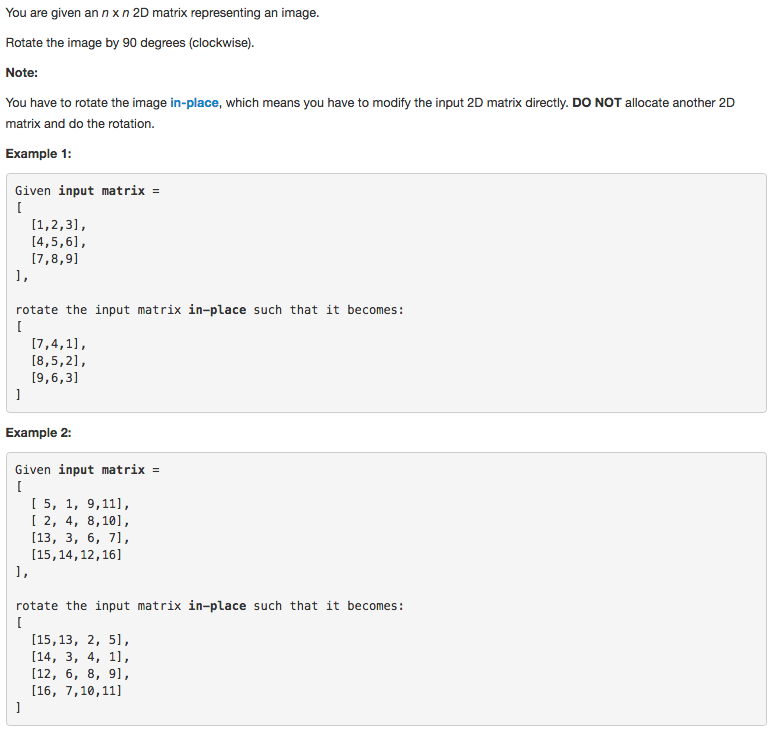 You are given an n x n 2D matrix representing an image.
Rotate the image by 90 degrees (clockwise).
Note:
You have to rotate the image in-place, which means you have to modify the input 2D matrix directly. DO NOT allocate another 2D
matrix and do the rotation.
Example 1:
Given input matrix =
[
  [1,2,3],
  [4,5,6],
  [7,8,9]
],
rotate the input matrix in-place such that it becomes:
[
  [7,4,1],
  [8,5,2],
  [9,6,3]
]
Example 2:
Given input matrix =
[
  [ 5, 1, 9,11],
  [ 2, 4, 8,10],
  [13, 3, 6, 7],
  [15,14,12,16]
],
rotate the input matrix in-place such that it becomes:
[
  [15,13, 2, 5],
  [14, 3, 4, 1],
  [12, 6, 8, 9],
  [16, 7,10,11]
]